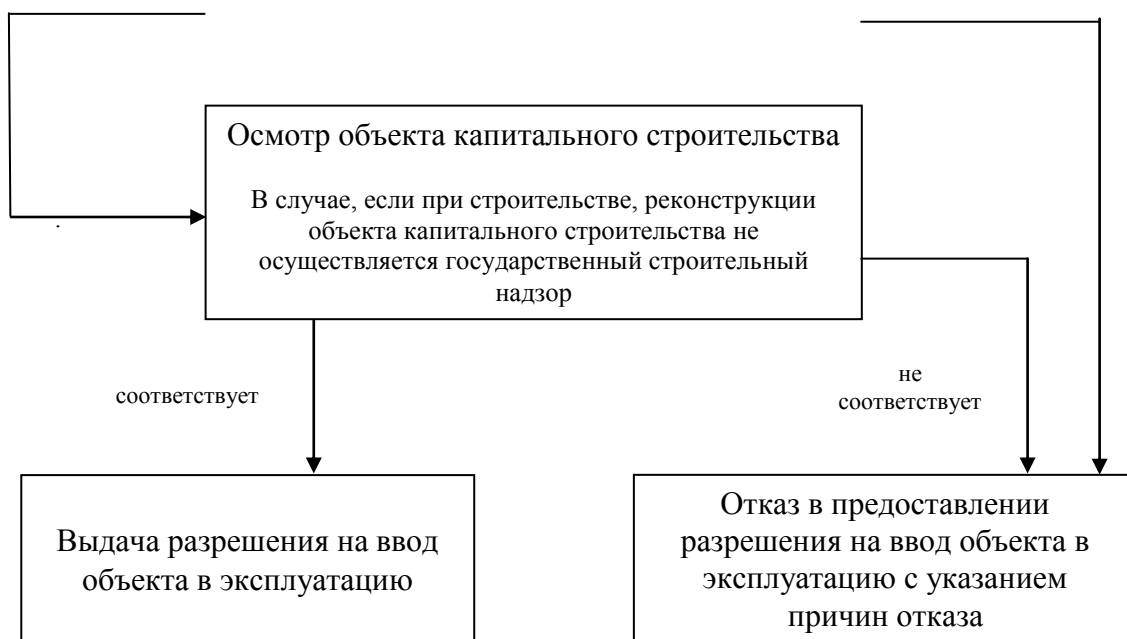 Осмотр объекта капитального строительства
В случае, если при строительстве, реконструкции
объекта капитального строительства не
осуществляется государственный строительный
надзор
соответствует
не
соответствует
Выдача разрешения на ввод
объекта в эксплуатацию
Отказ в предоставлении
разрешения на ввод объекта в
эксплуатацию с указанием
причин отказа